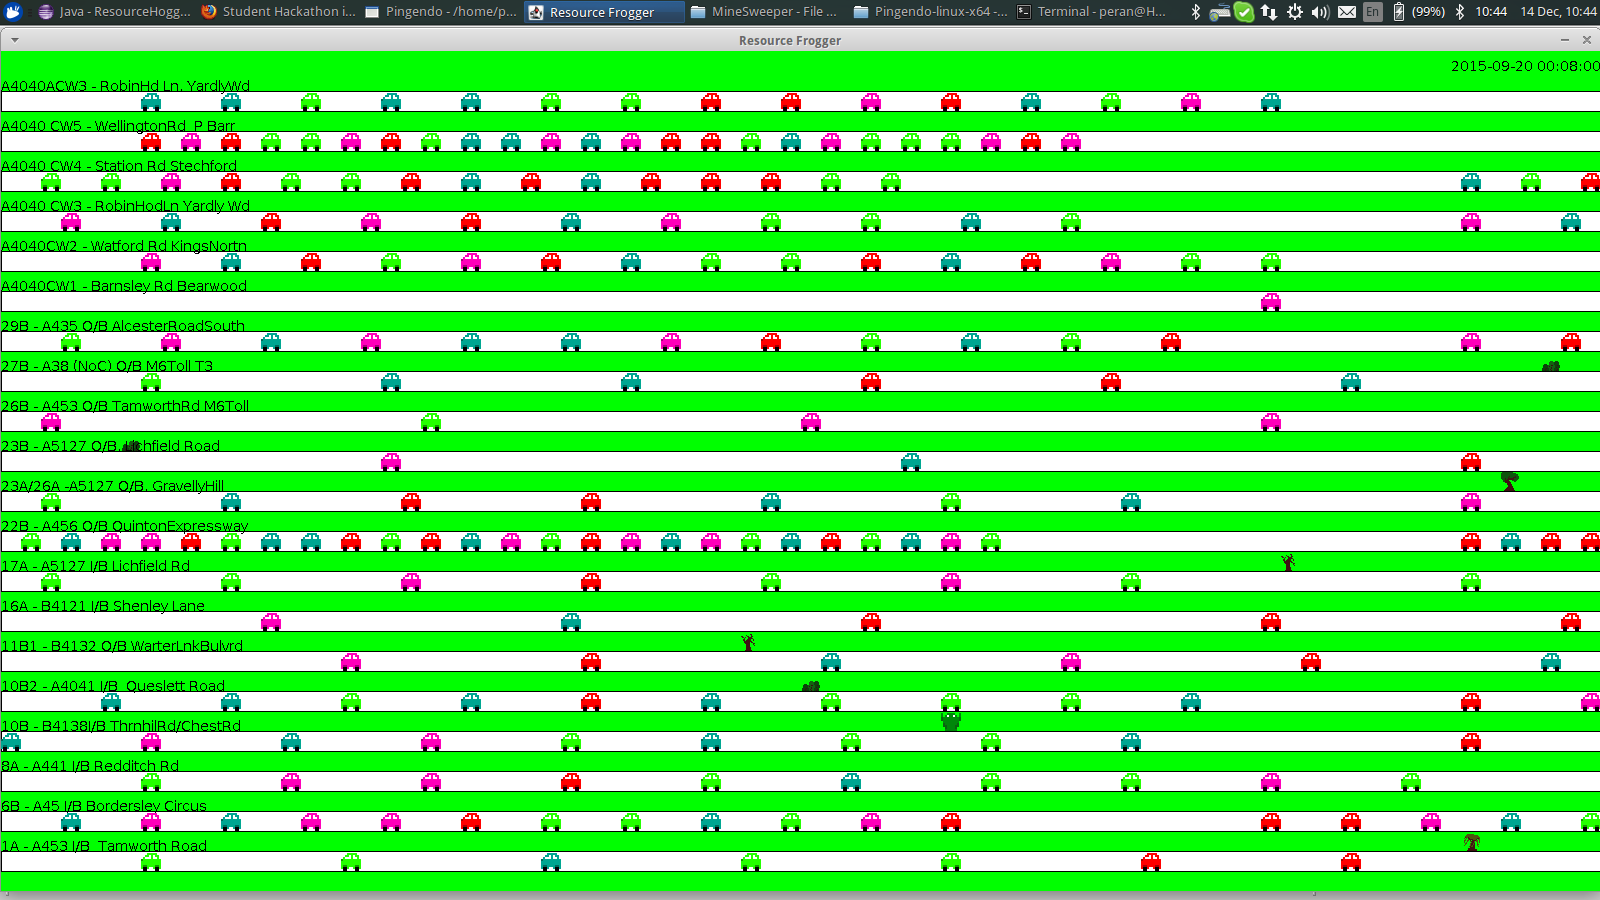 Java - ResourceHogg... Student Hackathon i... Pingendo - /home/p... Resource Frogger MineSweeper - File ... Pingendo-linux-x64 -... Terminal - peran@H... En (99%) 10:44 14 Dec, 10:44
Resource Frogger
2015-09-20 00:08:00
A4040ACW3 - RobinHd Ln. YardlyWd
A4040 CW5 - WellingtonRd P Barr
A4040 CW4 - Station Rd Stechford
A4040 CW3 - RobinHodLn Yardly Wd
A4040CW2 - Watford Rd KingsNortn
A4040CW1 - Barnsley Rd Bearwood
29B - A435 O/B AlcesterRoadSouth
27B - A38 (NoC) O/B M6Toll T3
26B - A453 O/B TamworthRd M6Toll
23B - A5127 O/B. Road
23A/26A -A5127 O/B. GravellyHill
22B - A456 O/B QuintonExpressway
17A - A5127 I/B Lichfield Rd
16A - B4121 I/B Shenley Lane
11B1 - B4132 O/B WarterLnkBulvrd
10B2 - A4041 I/B Queslett Road
10B - B4138I/B ThrnhilRd/ChestRd
8A - A441 I/B Redditch Rd
6B - A45 I/B Bordersley Circus
1A - A453 I/B Tamworth Road